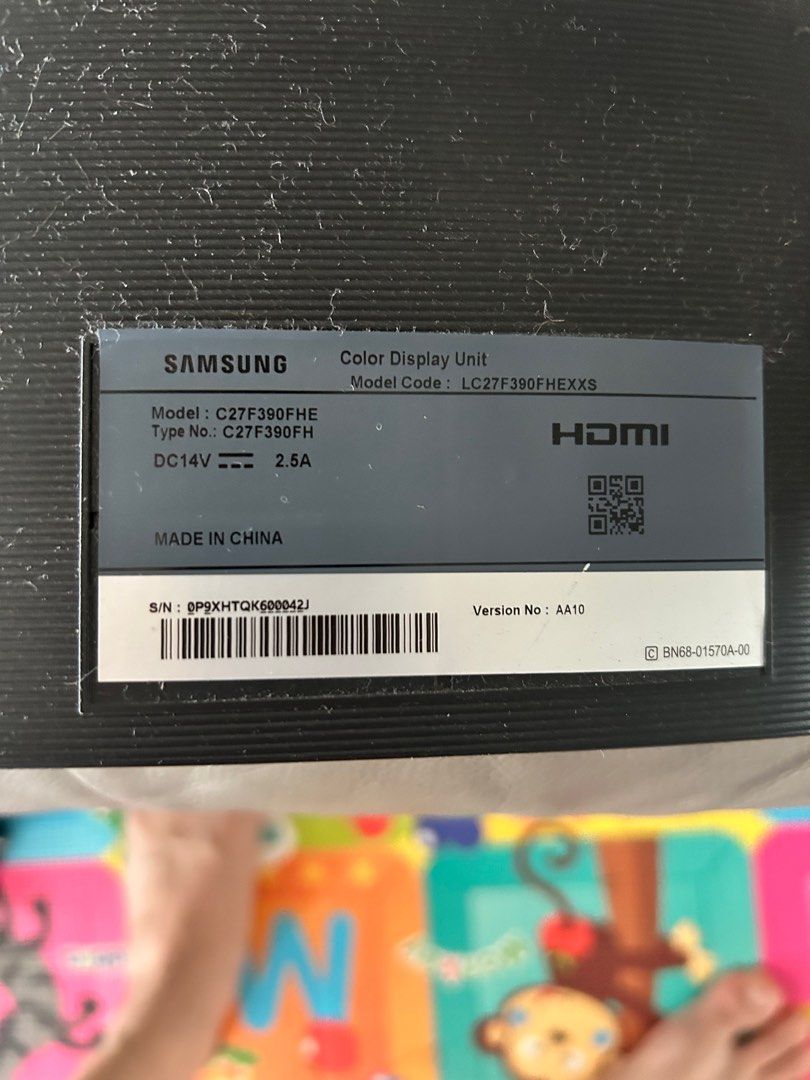 SAMSUNG
Color Display Unit
Model Code : LC27F390FHEXXS
Model : C27F390FHE
Type No.: C27F390FH
HDMI
DC14V 2.5A
MADE IN CHINA
S/N : 0P9XHTQK600042J
Version No : AA10
C BN68-01570A-00
M